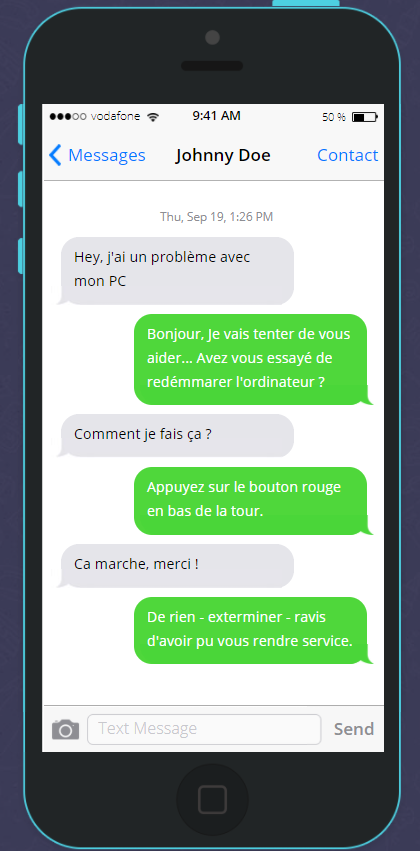 vodafone 9:41 AM 50 %
Messages Johnny Doe Contact
Thu, Sep 19, 1:26 PM
Hey, j'ai un problème avec
mon PC
Bonjour, Je vais tenter de vous
aider... Avez vous essayé de
redémmarer l'ordinateur ?
Comment je fais ça ?
Appuyez sur le bouton rouge
en bas de la tour.
Ca marche, merci !
De rien - exterminer - ravis
d'avoir pu vous rendre service.
Text Message Send